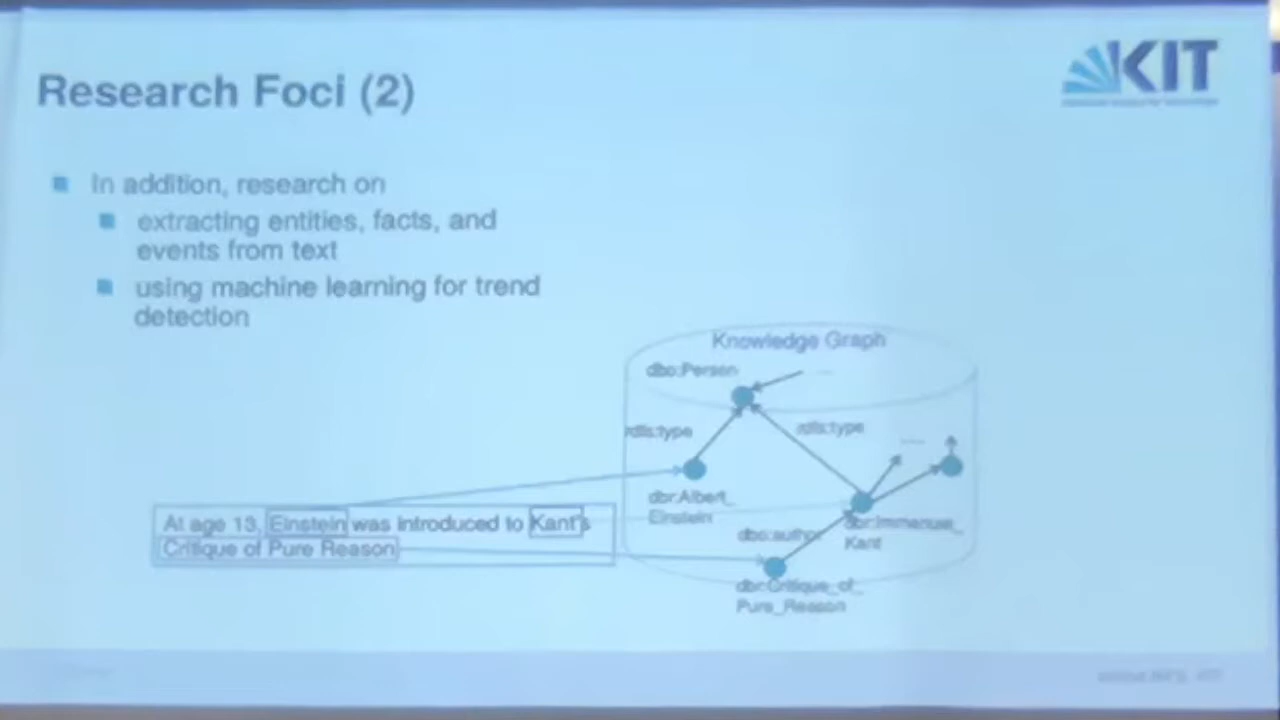 Research Foci (2)
KIT
In addition, research on
extracting entities, facts, and
events from text
using machine learning for trend
detection
Knowledge Graph
dbo:Person
...
rdfs:type
rdfs:type
...
dbr:Albert_
Einstein
At age 13, Einstein was introduced to Kant's
Critique of Pure Reason
dbo:author
dbr:Immanuel_
Kant
dbr:Critique_of_
Pure_Reason